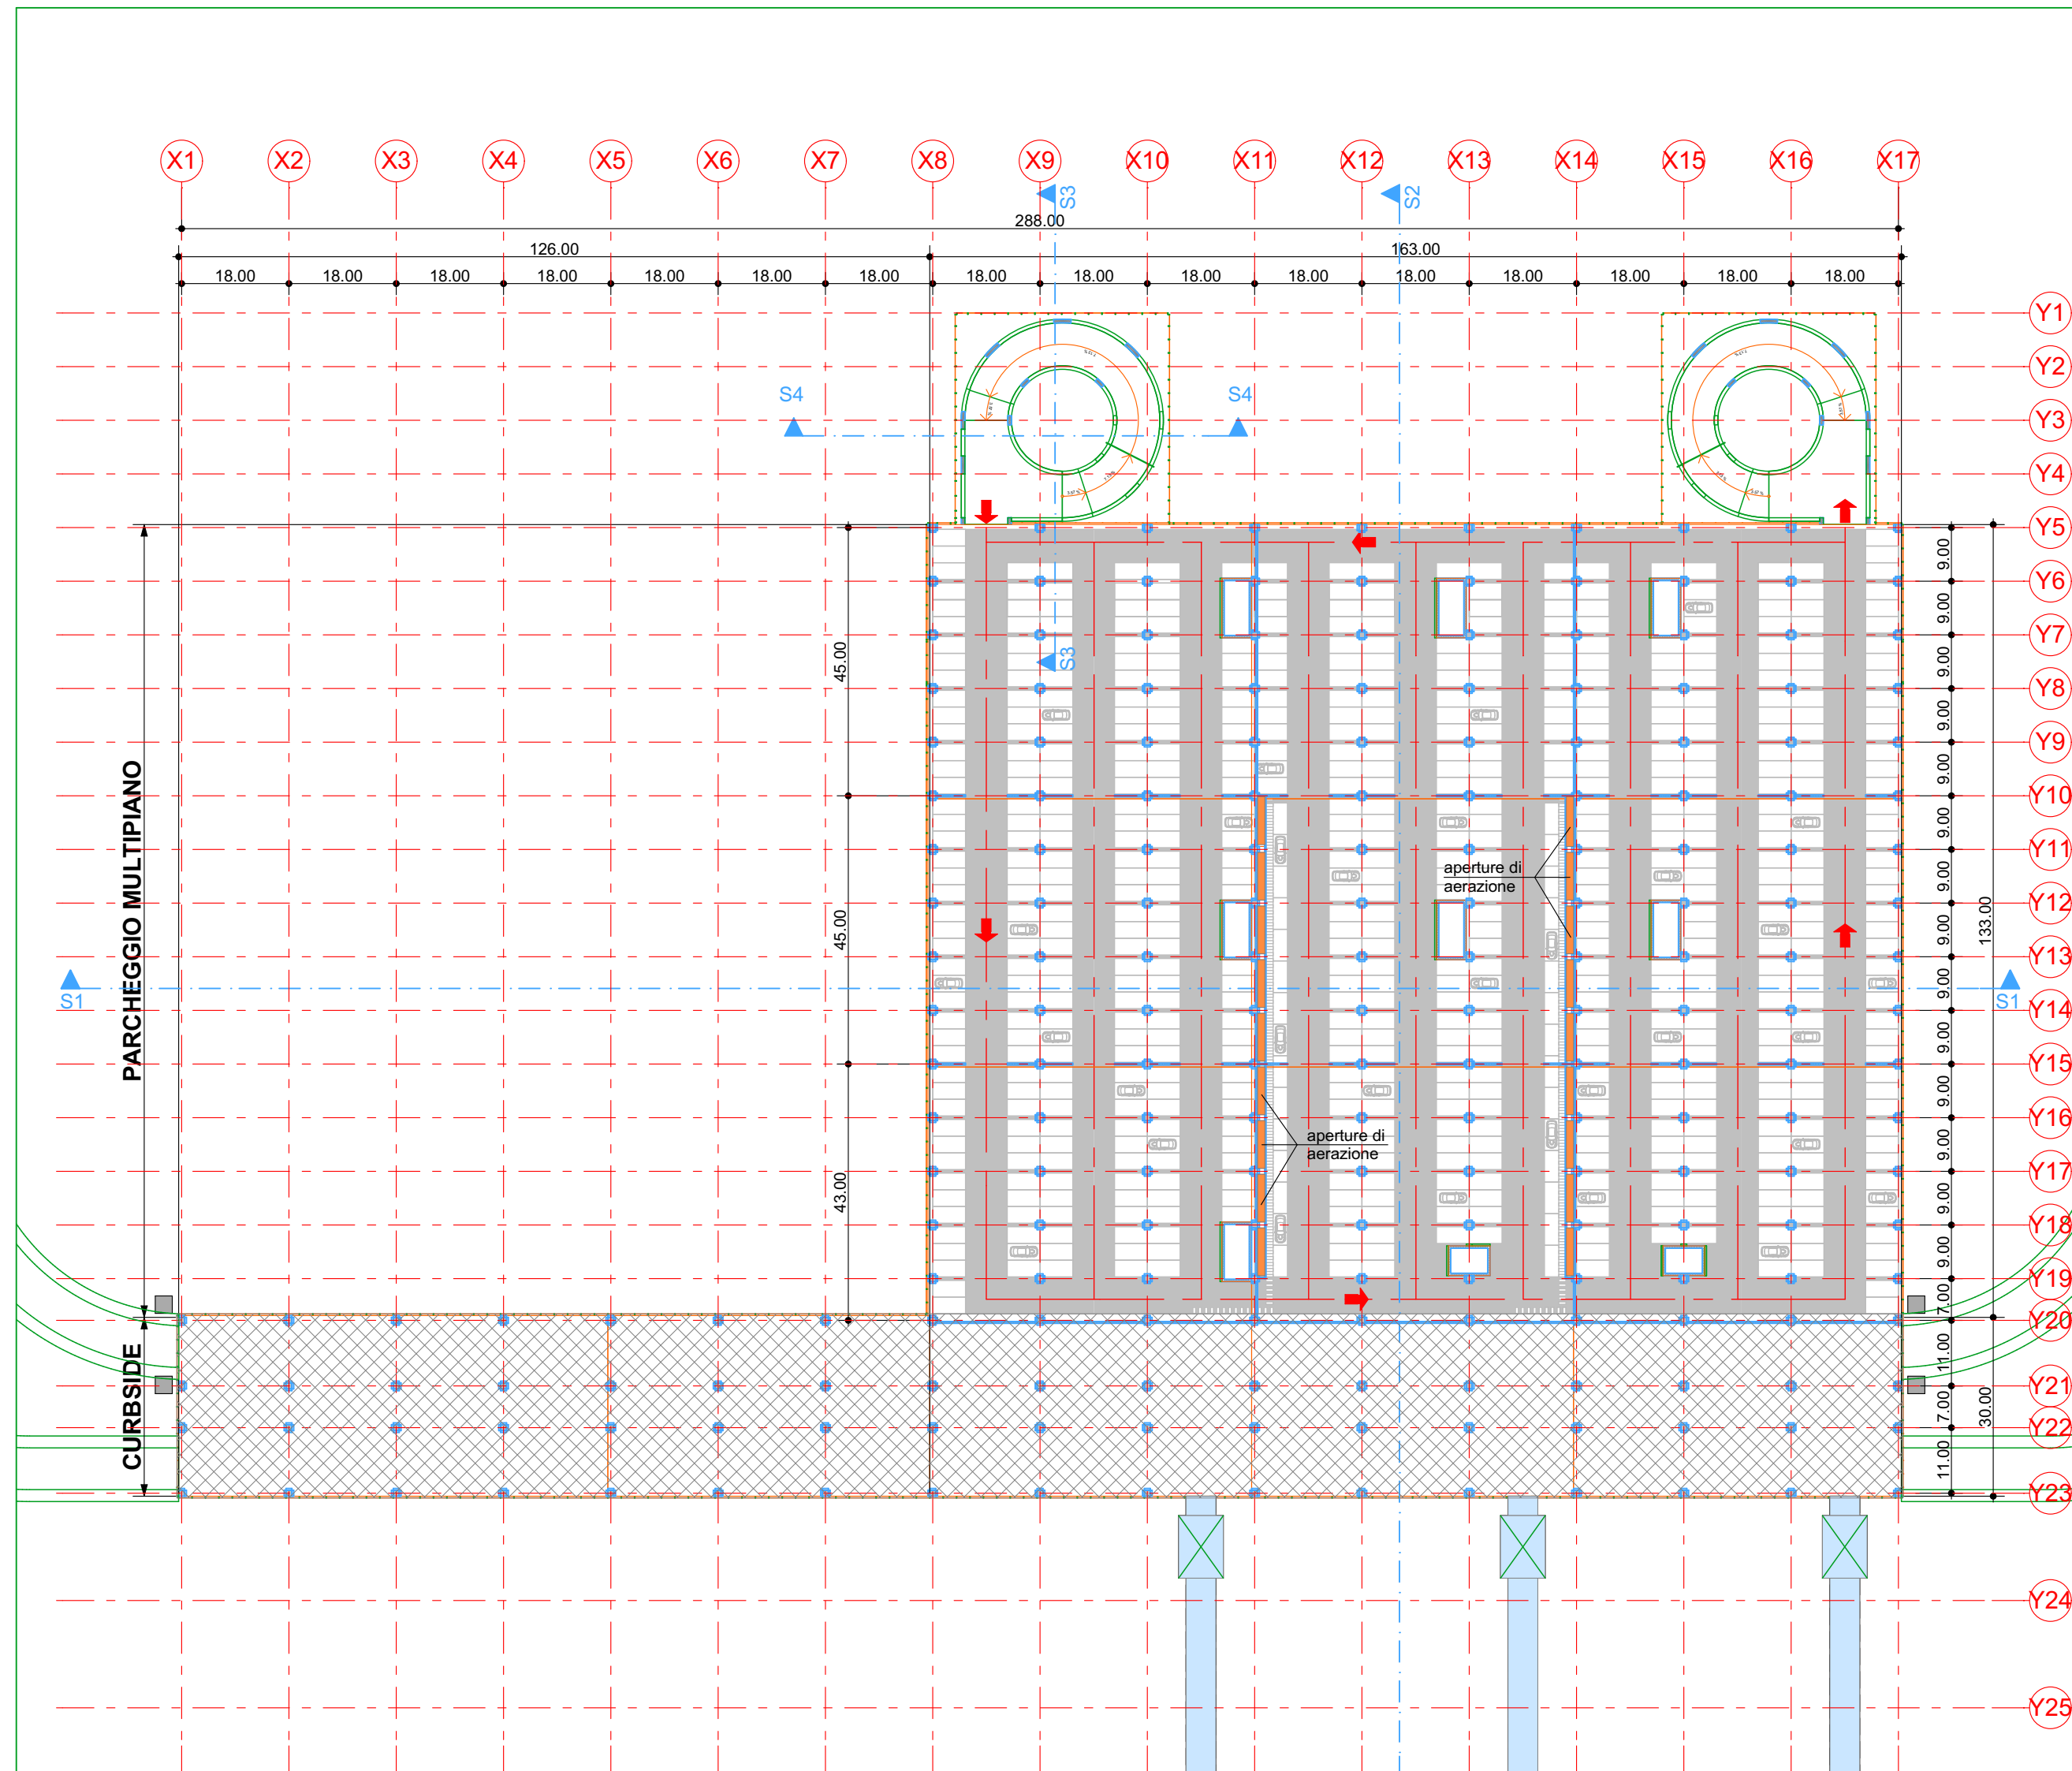 X1 X2 X3 X4 X5 X6 X7 X8 X9 X10 X11 X12 X13 X14 X15 X16 X17
S3 S2
288.00
126.00 163.00
18.00 18.00 18.00 18.00 18.00 18.00 18.00 18.00 18.00 18.00 18.00 18.00 18.00 18.00 18.00 18.00
Y1
Y2
S4 S4
Y3
Y4
Y5
9.00
Y6
9.00
Y7
45.00
S3
9.00
Y8
9.00
Y9
9.00
Y10
9.00
Y11
aperture di
aerazione
9.00
Y12
PARCHEGGIO MULTIPIANO
45.00
9.00
133.00
Y13
S1 S1
9.00
Y14
9.00
Y15
9.00
Y16
aperture di
aerazione
9.00
Y17
43.00
9.00
Y18
9.00
Y19
7.00
Y20
CURBSIDE
11.00
Y21
7.00
30.00
Y22
11.00
Y23
Y24
Y25